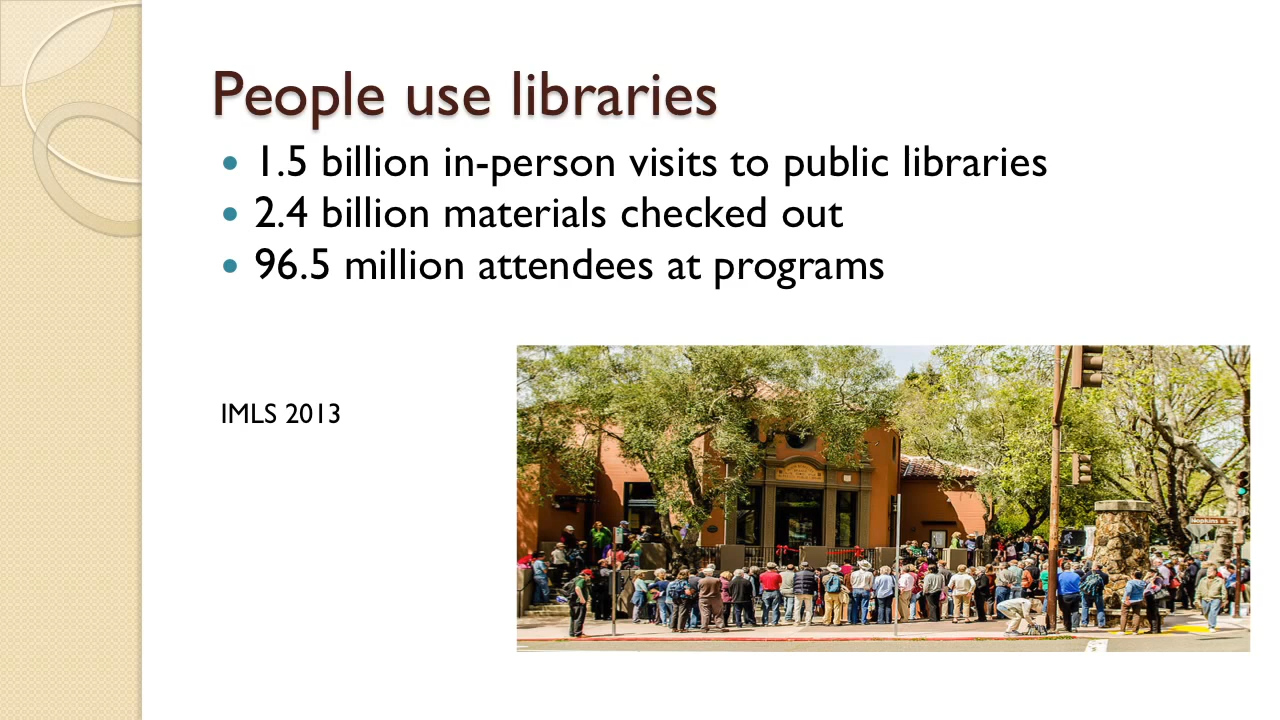 People use libraries
• 1.5 billion in-person visits to public libraries
• 2.4 billion materials checked out
• 96.5 million attendees at programs
IMLS 2013
Hopkins